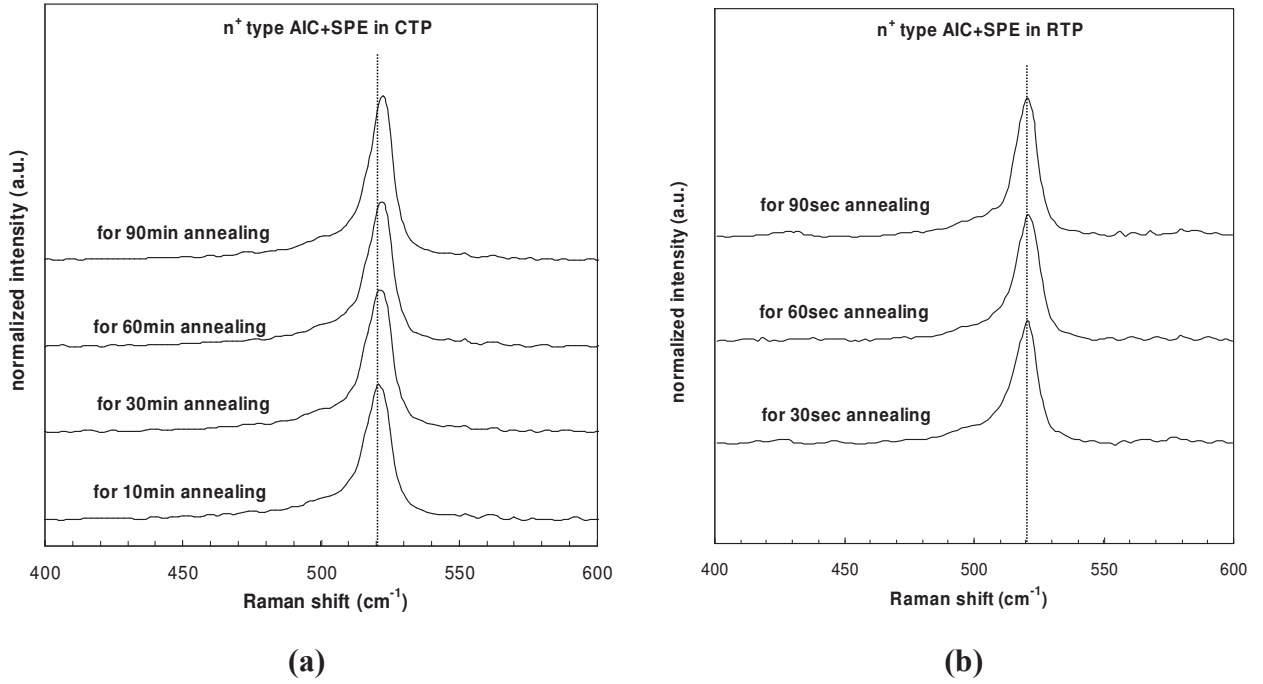 n+ type AIC+SPE in CTP
normalized intensity (a.u.)
for 90min annealing
for 60min annealing
for 30min annealing
for 10min annealing
400 450 500 550 600
Raman shift (cm-1)
(a)
n+ type AIC+SPE in RTP
normalized intensity (a.u.)
for 90sec annealing
for 60sec annealing
for 30sec annealing
400 450 500 550 600
Raman shift (cm-1)
(b)